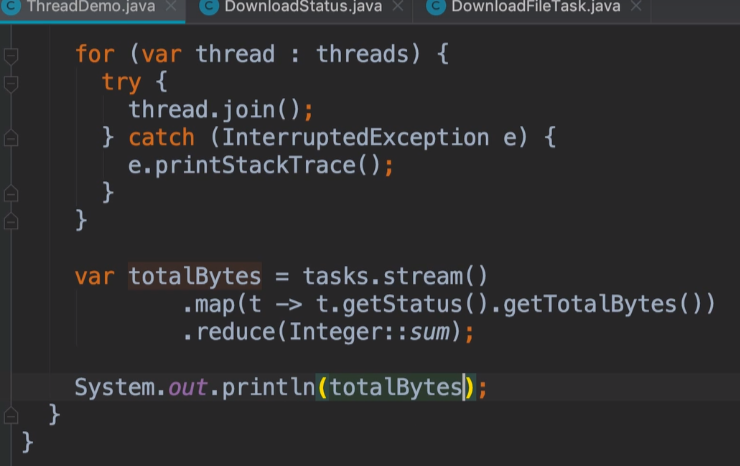 C ThreadDemo.java × C DownloadStatus.java × C DownloadFileTask.java ×
for (var thread : threads) {
try {
thread.join();
} catch (InterruptedException e) {
e.printStackTrace();
}
}
var totalBytes = tasks.stream()
.map(t -> t.getStatus().getTotalBytes())
.reduce(Integer::sum);
System.out.println(totalBytes);
}
}